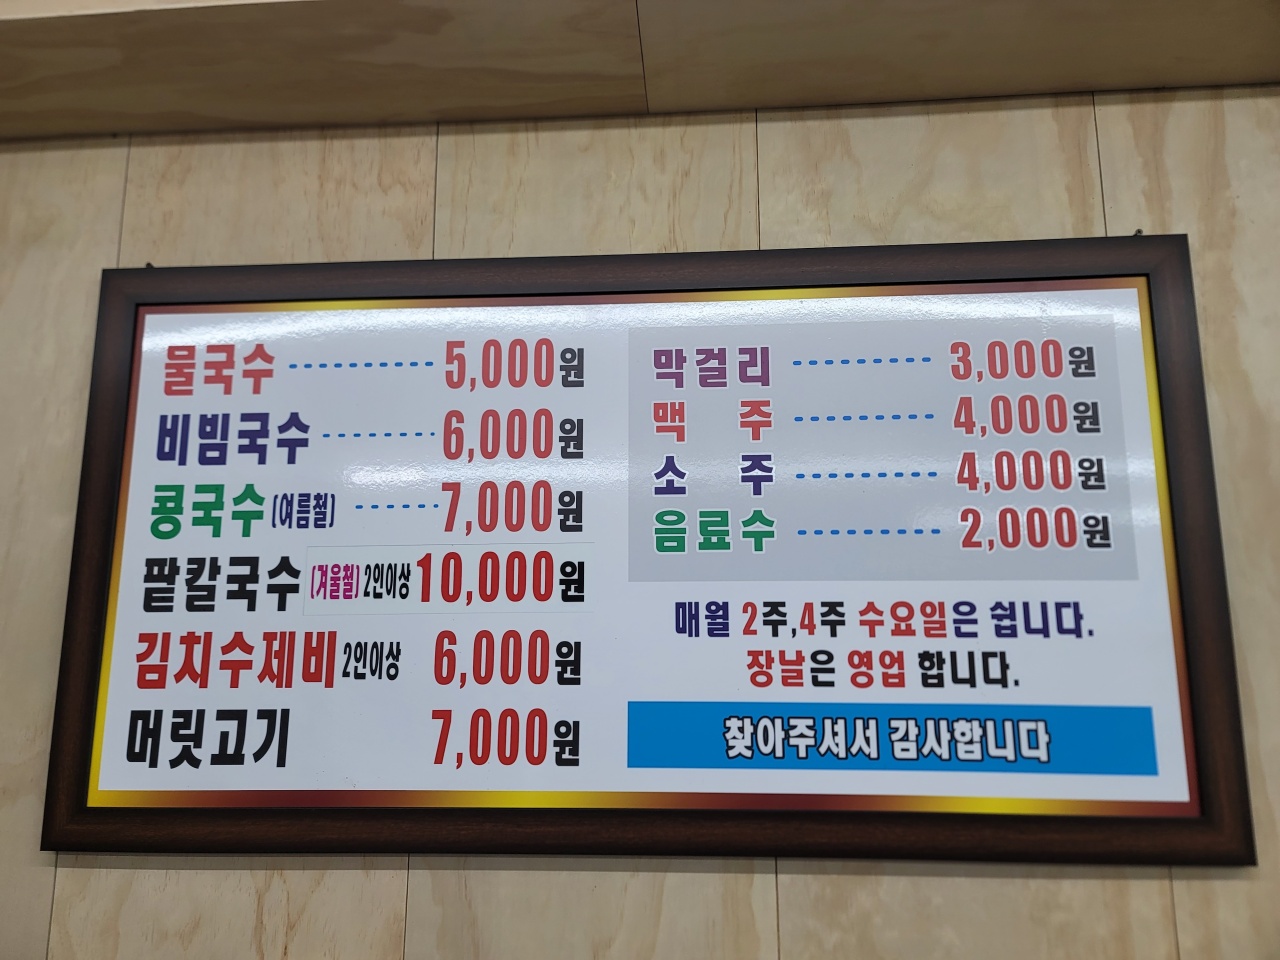 물국수 5,000원
비빔국수 6,000원
콩국수 (여름철) 7,000원
팥칼국수 (겨울철) 2인이상 10,000원
김치수제비 2인이상 6,000원
머릿고기 7,000원
막걸리 3,000원
맥 주 4,000원
소 주 4,000원
음료수 2,000원
매월 2주,4주 수요일은 쉽니다.
장날은 영업 합니다.
찾아주셔서 감사합니다